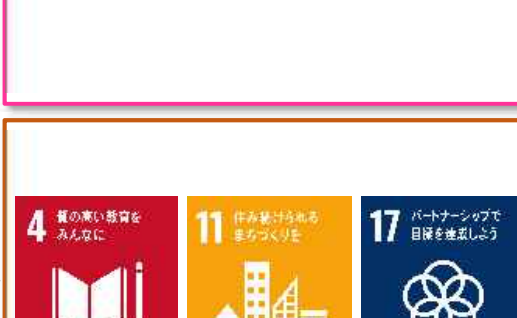 4 質の高い教育を
みんなに
11 住み続けられる
まちづくりを
17 パートナーシップで
目標を達成しよう